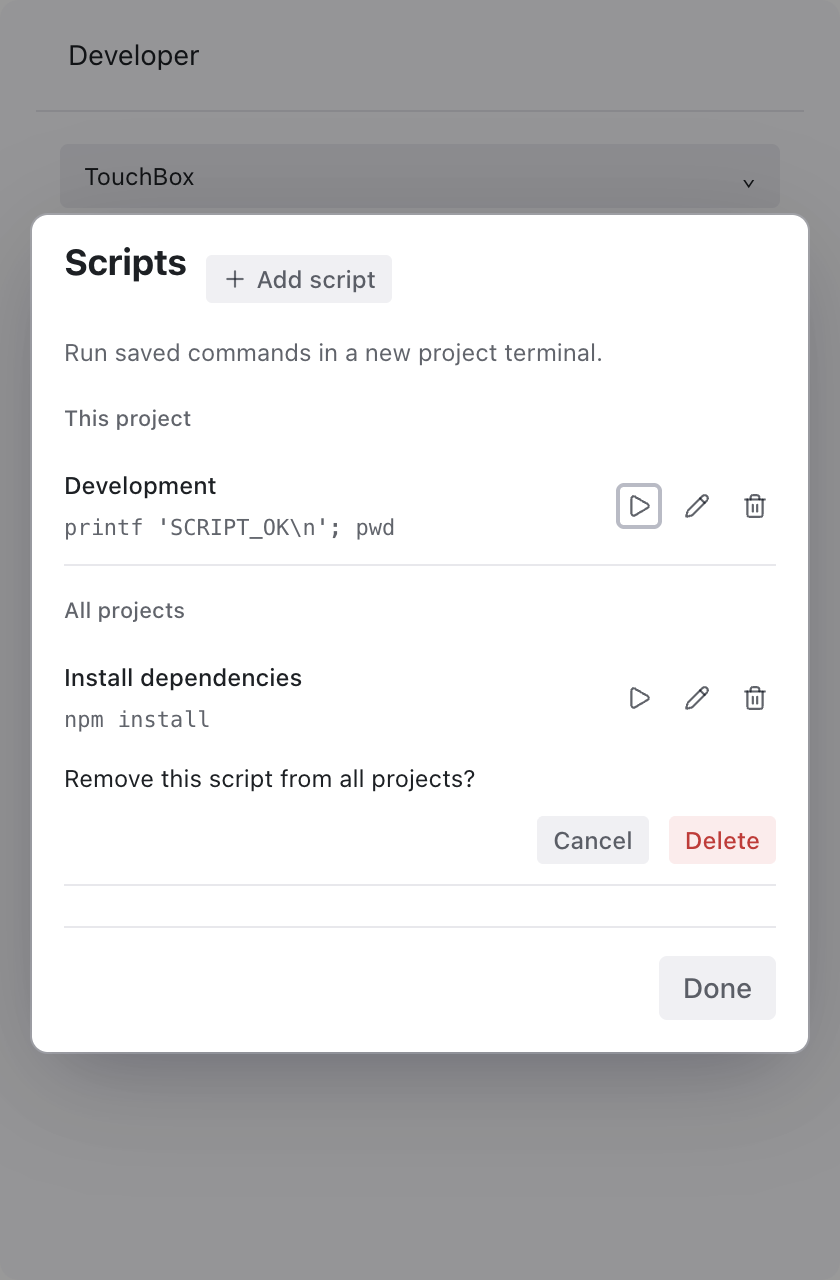 Developer
TouchBox
Scripts
Add script
Run saved commands in a new project terminal.
This project
Development
printf 'SCRIPT_OK\n'; pwd
All projects
Install dependencies
npm install
Remove this script from all projects?
Cancel
Delete
Done